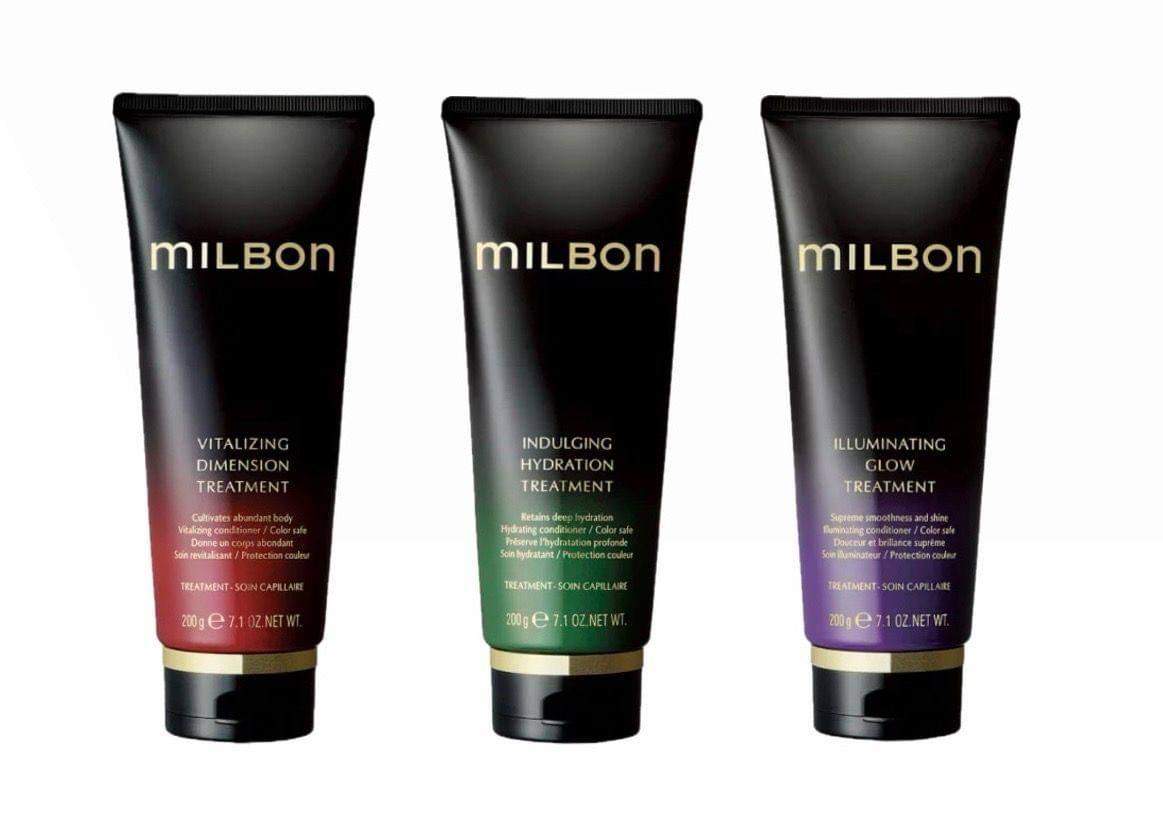 mILBON
VITALIZING
DIMENSION
TREATMENT
Cultivates abundant body
Vitalizing conditioner / Color safe
Donne un corps abondant
Soin revitalisant / Protection couleur
TREATMENT - SOIN CAPILLAIRE
200 g ℮ 7.1 OZ. NET WT.
mILBON
INDULGING
HYDRATION
TREATMENT
Retains deep hydration
Hydrating conditioner / Color safe
Préserve l'hydratation profonde
Soin hydratant / Protection couleur
TREATMENT - SOIN CAPILLAIRE
200 g ℮ 7.1 OZ. NET WT.
mILBON
ILLUMINATING
GLOW
TREATMENT
Supreme smoothness and shine
Illuminating conditioner / Color safe
Douceur et brillance suprême
Soin illuminateur / Protection couleur
TREATMENT - SOIN CAPILLAIRE
200 g ℮ 7.1 OZ. NET WT.